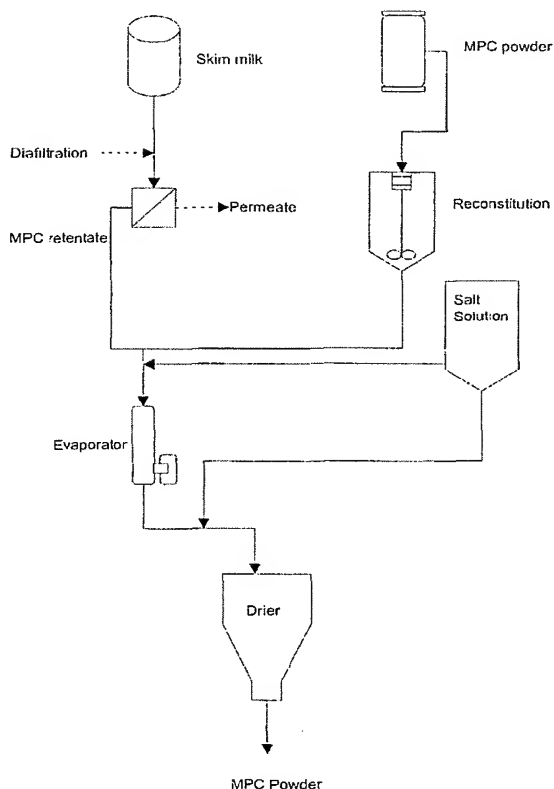 Skim milk
MPC powder
Diafiltration
Permeate
MPC retentate
Reconstitution
Salt
Solution
Evaporator
Drier
MPC Powder